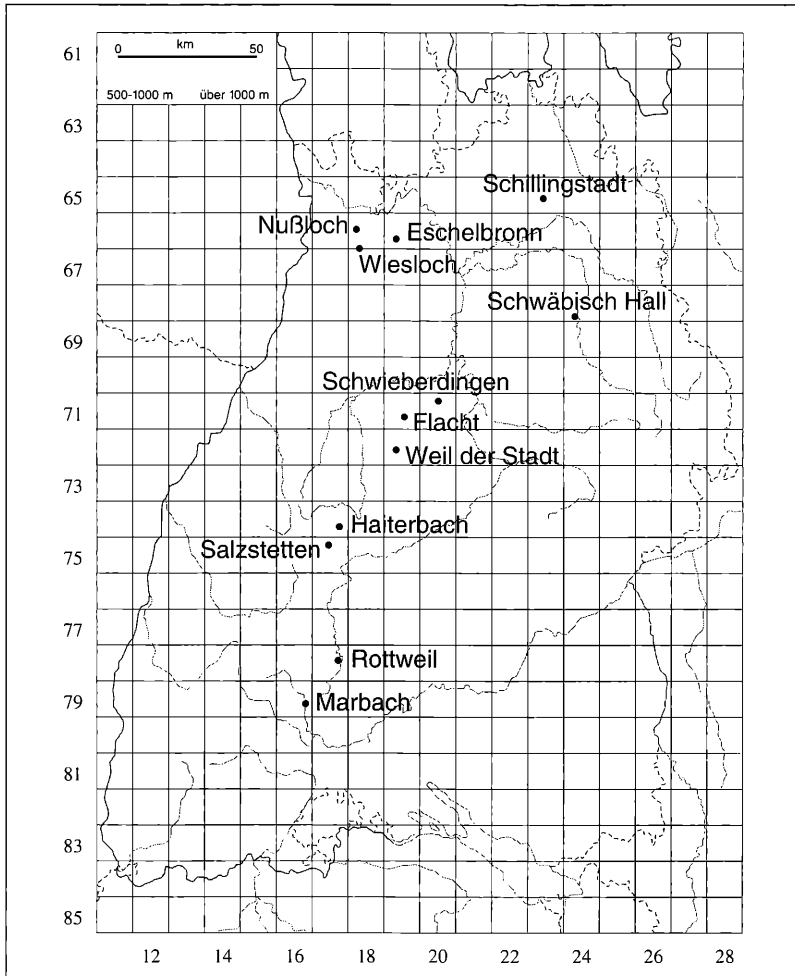 61
0 km 50
500-1000 m über 1000 m
63
Schillingstadt
65
Nußloch
Eschelbronn
Wiesloch
67
Schwäbisch Hall
69
Schwieberdingen
71
Flacht
Weil der Stadt
73
Haiterbach
Salzstetten
75
77
Rottweil
79
Marbach
81
83
85
12 14 16 18 20 22 24 26 28